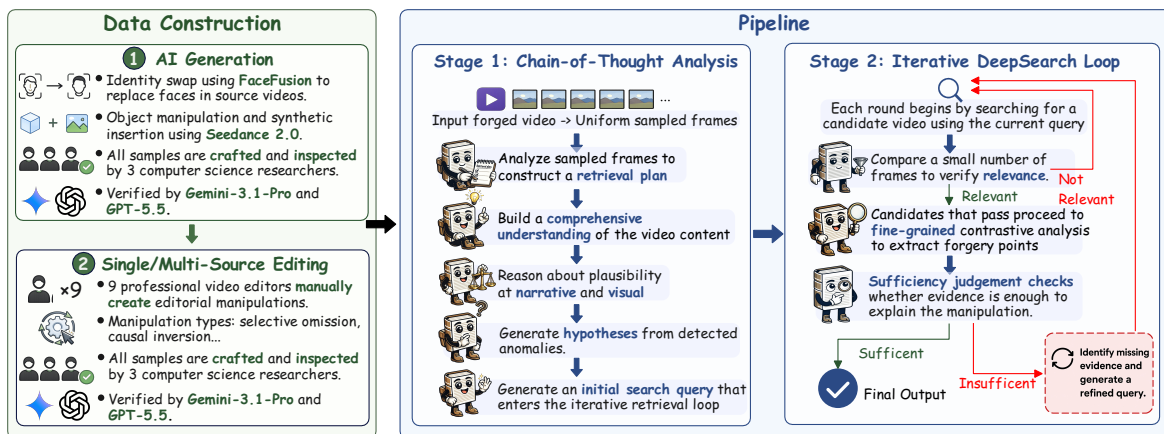 Data Construction
1 AI Generation
• Identity swap using FaceFusion to
replace faces in source videos.
• Object manipulation and synthetic
insertion using Seedance 2.0.
• All samples are crafted and inspected
by 3 computer science researchers.
• Verified by Gemini-3.1-Pro and
GPT-5.5.
2 Single/Multi-Source Editing
×9
• 9 professional video editors manually
create editorial manipulations.
• Manipulation types: selective omission,
causal inversion...
• All samples are crafted and inspected
by 3 computer science researchers.
• Verified by Gemini-3.1-Pro and
GPT-5.5.
Pipeline
Stage 1: Chain-of-Thought Analysis
...
Input forged video -> Uniform sampled frames
Analyze sampled frames to
construct a retrieval plan
Build a comprehensive
understanding of the video content
Reason about plausibility
at narrative and visual
Generate hypotheses from detected
anomalies.
Generate an initial search query that
enters the iterative retrieval loop
Stage 2: Iterative DeepSearch Loop
Each round begins by searching for a
candidate video using the current query
Compare a small number of
frames to verify relevance.
Not
Relevant
Relevant
Candidates that pass proceed to
fine-grained contrastive analysis
to extract forgery points
Sufficiency judgement checks
whether evidence is enough to
explain the manipulation.
Sufficent
Final Output
Insufficient
Identify missing
evidence and
generate a
refined query.